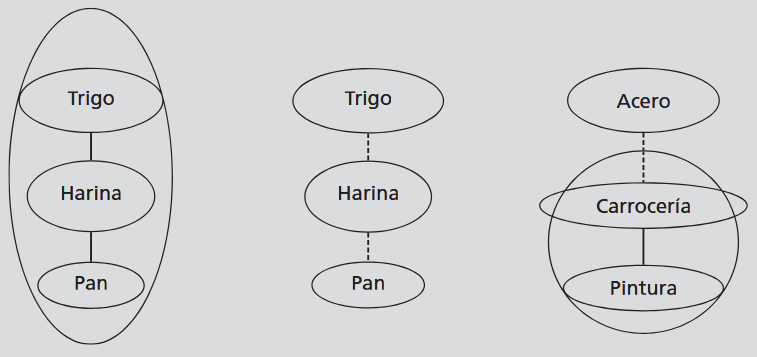 Trigo
Harina
Pan
Trigo
Harina
Pan
Acero
Carrocería
Pintura